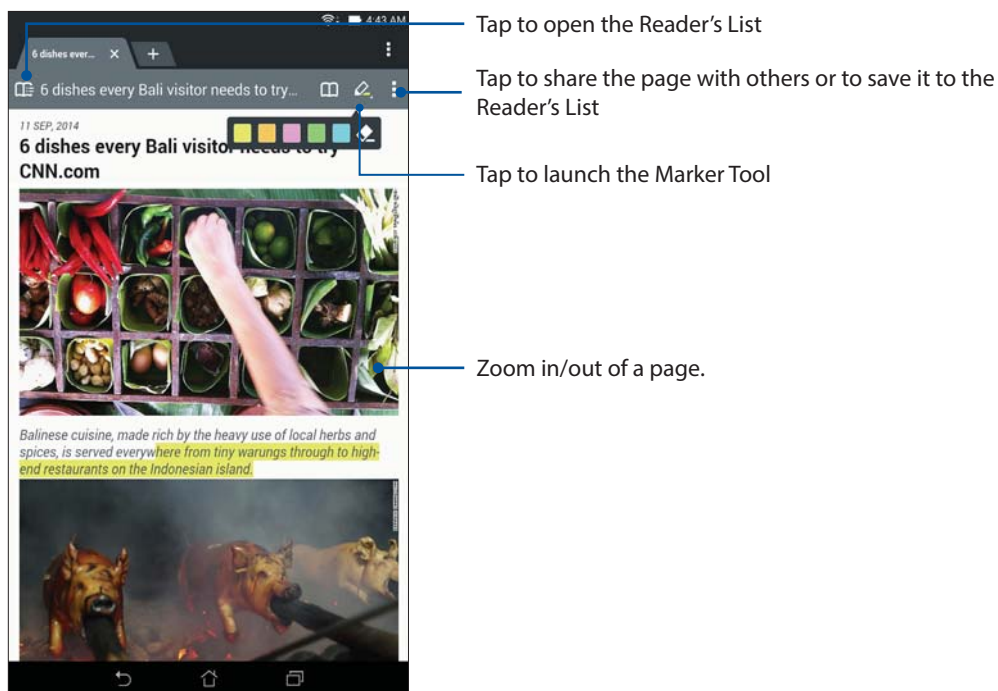 4:43 AM
6 dishes ever...
6 dishes every Bali visitor needs to try...
11 SEP, 2014
6 dishes every Bali visitor needs to try
CNN.com
Balinese cuisine, made rich by the heavy use of local herbs and
spices, is served everywhere from tiny warungs through to high-
end restaurants on the Indonesian island.
Tap to open the Reader’s List
Tap to share the page with others or to save it to the
Reader’s List
Tap to launch the Marker Tool
Zoom in/out of a page.